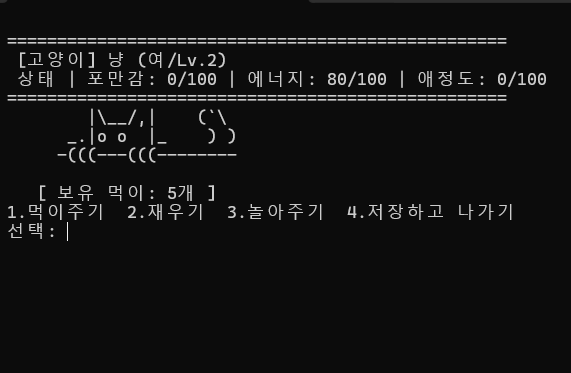 ==================================================
[고양이] 냥 (여/Lv.2)
상태 | 포만감: 0/100 | 에너지: 80/100 | 애정도: 0/100
==================================================
        |\__/,|    (`\
      _.|o o  |_    ) )
     -(((---(((--------
[ 보유 먹이: 5개 ]
1.먹이주기  2.재우기  3.놀아주기  4.저장하고 나가기
선택: